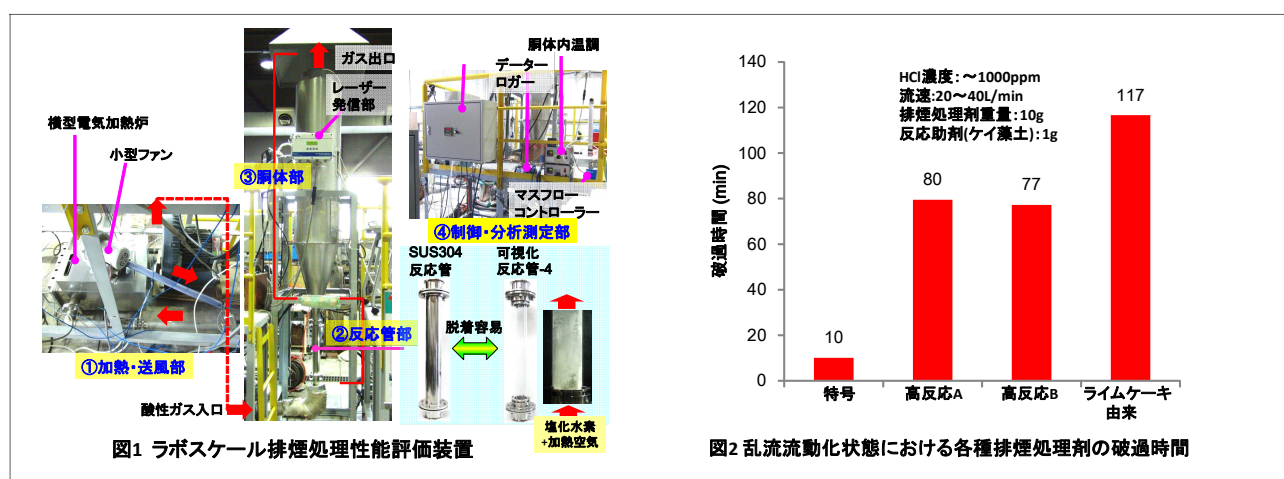 ガス出口
レーザー
発信部
横型電気加熱炉
小型ファン
③胴体部
①加熱・送風部
②反応管部
酸性ガス入口
胴体内温調
データー
ロガー
マスフロー
コントローラー
④制御・分析測定部
SUS304
反応管
可視化
反応管-4
脱着容易
塩化水素
+加熱空気
図1 ラボスケール排煙処理性能評価装置
破過時間 (min)
140
120
100
80
60
40
20
0
HCl濃度：～1000ppm
流速:20～40L/min
排煙処理剤重量：10g
反応助剤(ケイ藻土)：1g
10
80
77
117
特号
高反応A
高反応B
ライムケーキ
由来
図2 乱流流動化状態における各種排煙処理剤の破過時間